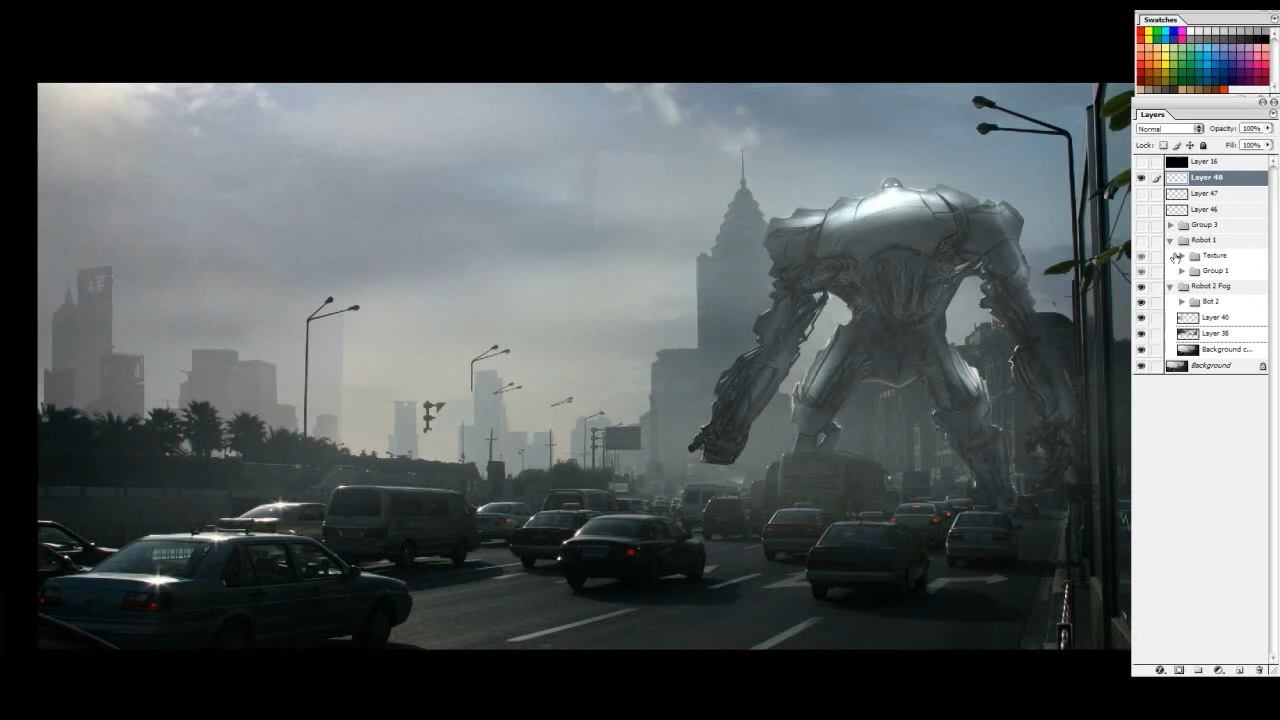 Swatches
Layers
Normal
Opacity: 100%
Lock:
Fill: 100%
Layer 16
Layer 48
Layer 47
Layer 46
Group 3
Robot 1
Texture
Group 1
Robot 2 Fog
Bot 2
Layer 40
Layer 38
Background c...
Background